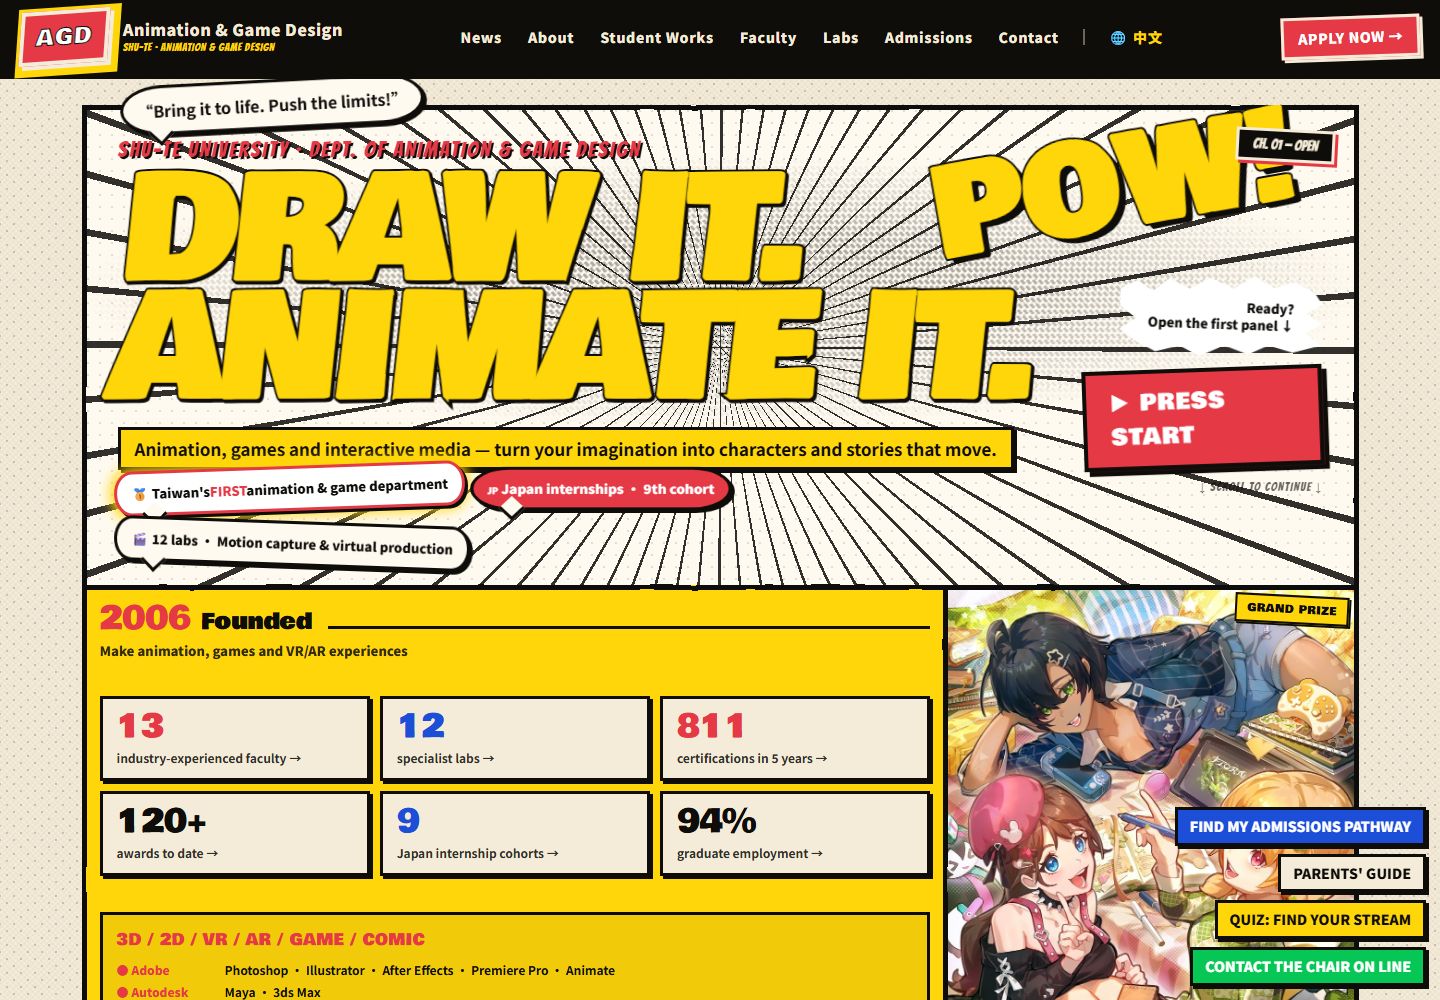 AGD
Animation & Game Design
SHU-TE · ANIMATION & GAME DESIGN
News
About
Student Works
Faculty
Labs
Admissions
Contact
中文
APPLY NOW →
“Bring it to life. Push the limits!”
SHU-TE UNIVERSITY · DEPT. OF ANIMATION & GAME DESIGN
DRAW IT.
ANIMATE IT.
POW!
CH. 01 — OPEN
Ready?
Open the first panel ↓
▶ PRESS
START
↓ SCROLL TO CONTINUE ↓
Animation, games and interactive media — turn your imagination into characters and stories that move.
Taiwan'sFIRSTanimation & game department
JP Japan internships • 9th cohort
12 labs • Motion capture & virtual production
2006 Founded
Make animation, games and VR/AR experiences
13
industry-experienced faculty →
12
specialist labs →
811
certifications in 5 years →
120+
awards to date →
9
Japan internship cohorts →
94%
graduate employment →
3D / 2D / VR / AR / GAME / COMIC
Adobe
Photoshop • Illustrator • After Effects • Premiere Pro • Animate
Autodesk
Maya • 3ds Max
GRAND PRIZE
FIND MY ADMISSIONS PATHWAY
PARENTS' GUIDE
QUIZ: FIND YOUR STREAM
CONTACT THE CHAIR ON LINE